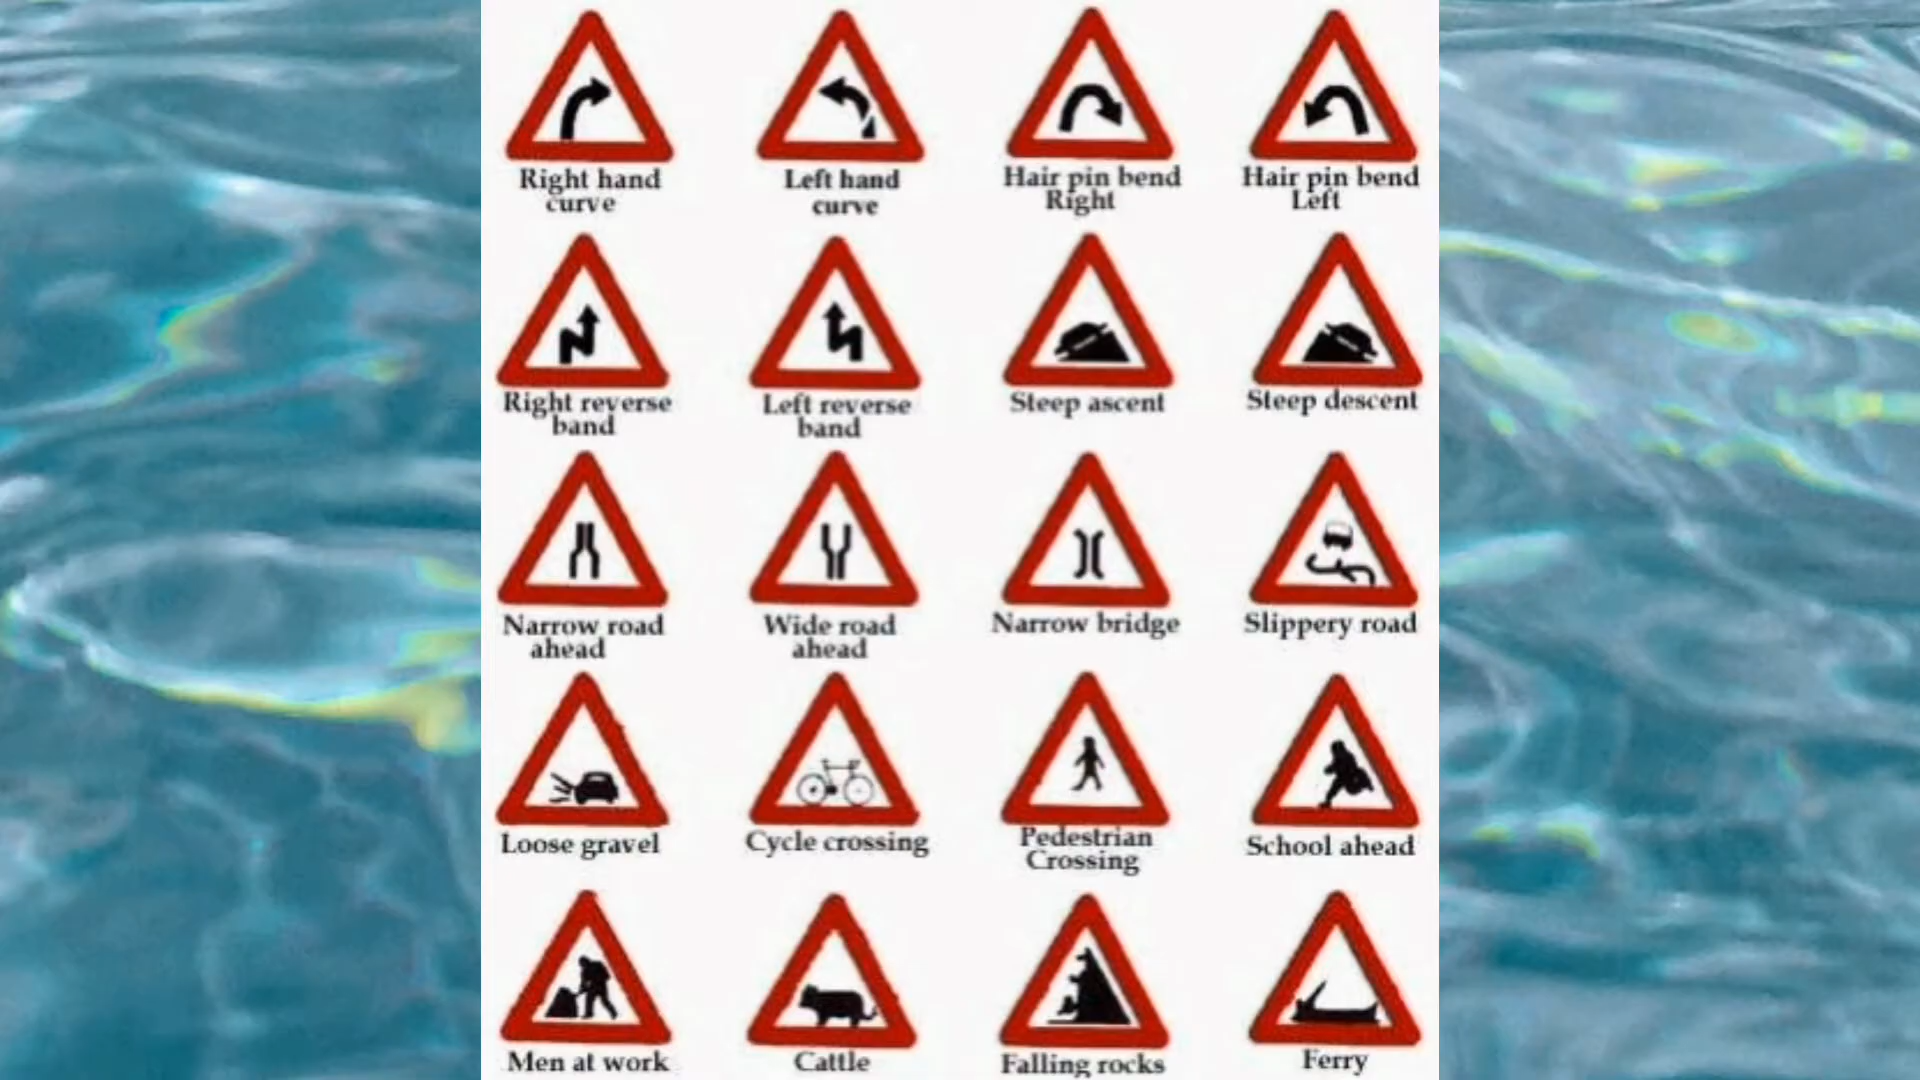 Right hand
curve
Left hand
curve
Hair pin bend
Right
Hair pin bend
Left
Right reverse
band
Left reverse
band
Steep ascent
Steep descent
Narrow road
ahead
Wide road
ahead
Narrow bridge
Slippery road
Loose gravel
Cycle crossing
Pedestrian
Crossing
School ahead
Men at work
Cattle
Falling rocks
Ferry